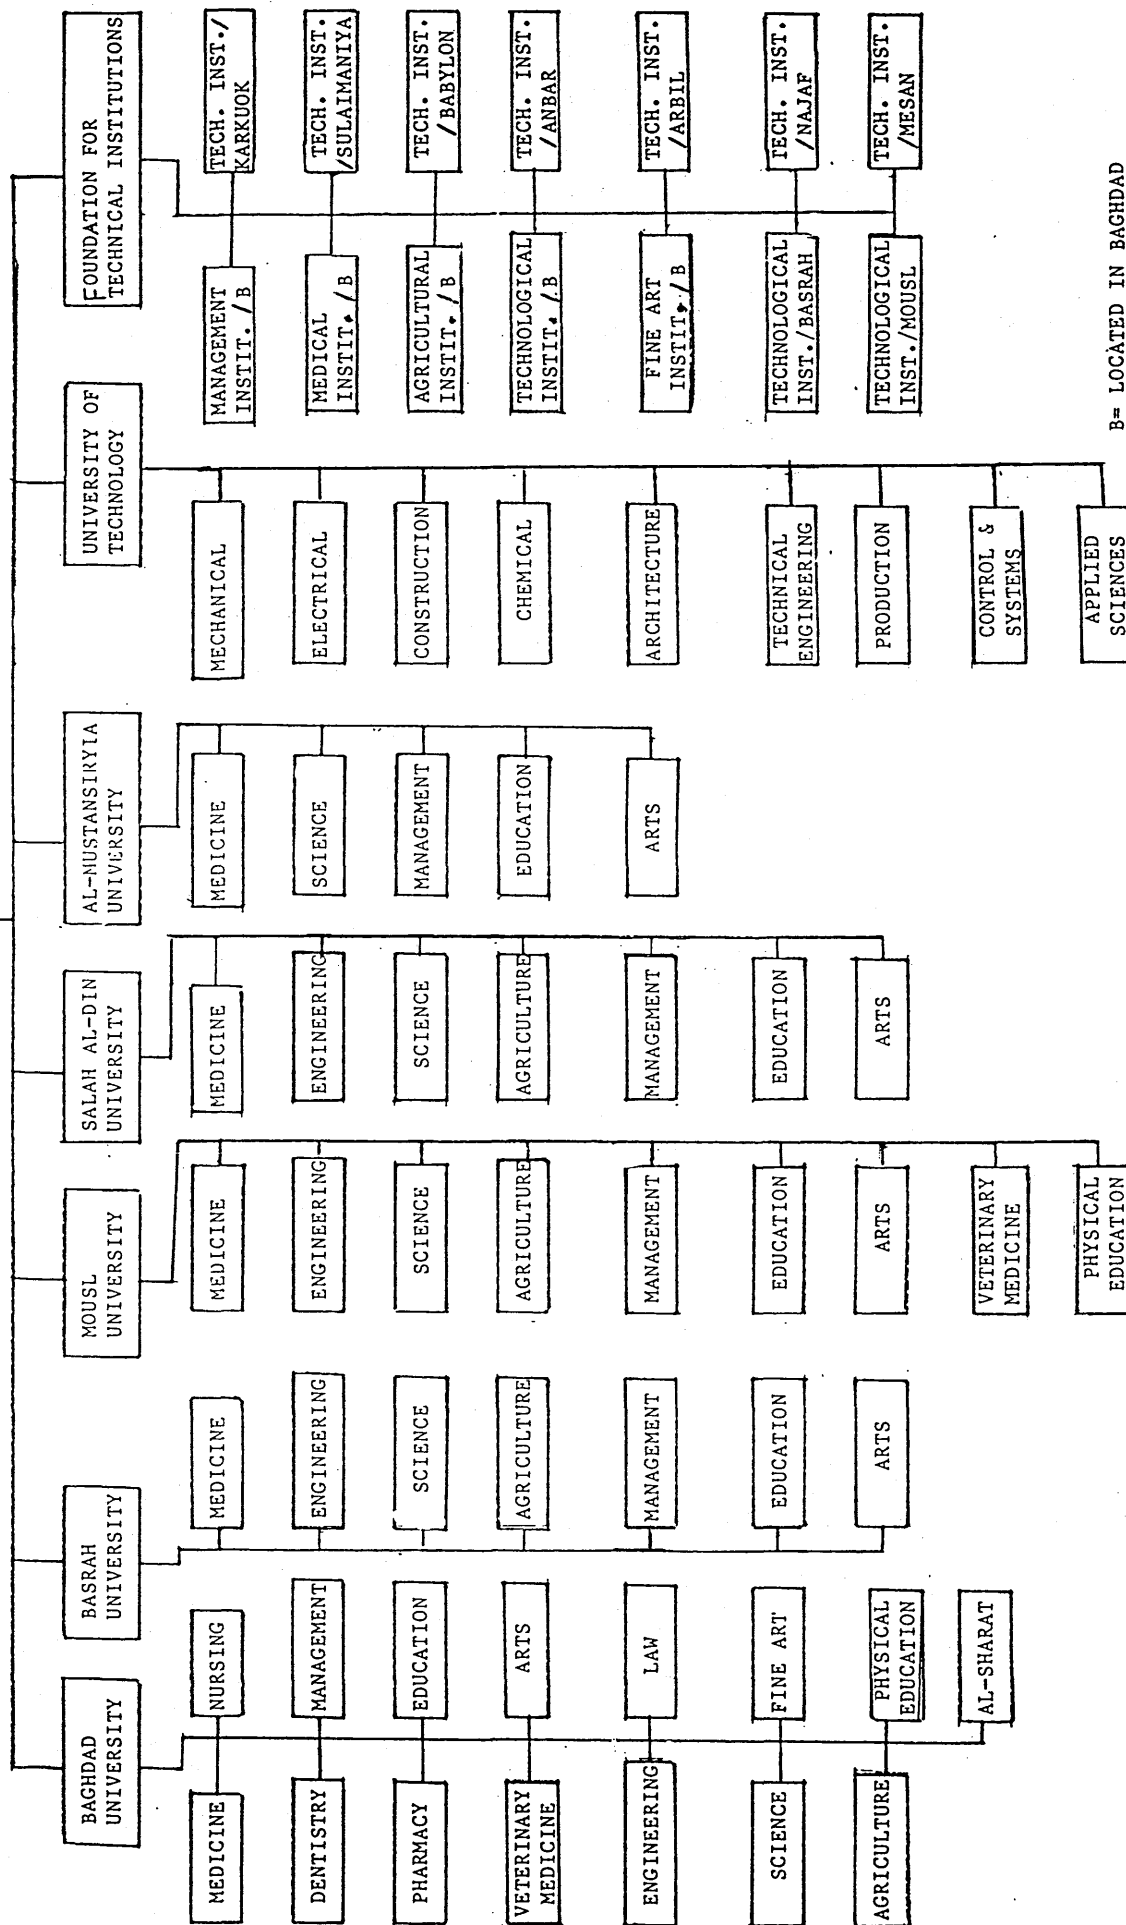 BAGHDAD
UNIVERSITY
BASRAH
UNIVERSITY
MOUSL
UNIVERSITY
SALAH AL-DIN
UNIVERSITY
AL-MUSTANSIRYIA
UNIVERSITY
UNIVERSITY OF
TECHNOLOGY
FOUNDATION FOR
TECHNICAL INSTITUTIONS
MEDICINE
NURSING
DENTISTRY
MANAGEMENT
PHARMACY
EDUCATION
VETERINARY
MEDICINE
ARTS
ENGINEERING
LAW
SCIENCE
FINE ART
AGRICULTURE
PHYSICAL
EDUCATION
AL-SHARAT
MEDICINE
ENGINEERING
SCIENCE
AGRICULTURE
MANAGEMENT
EDUCATION
ARTS
MEDICINE
ENGINEERING
SCIENCE
AGRICULTURE
MANAGEMENT
EDUCATION
ARTS
VETERINARY
MEDICINE
PHYSICAL
EDUCATION
MEDICINE
ENGINEERING
SCIENCE
AGRICULTURE
MANAGEMENT
EDUCATION
ARTS
MEDICINE
SCIENCE
MANAGEMENT
EDUCATION
ARTS
MECHANICAL
ELECTRICAL
CONSTRUCTION
CHEMICAL
ARCHITECTURE
TECHNICAL
ENGINEERING
PRODUCTION
CONTROL &
SYSTEMS
APPLIED
SCIENCES
MANAGEMENT
INSTIT. / B
TECH. INST./
KARKUOK
MEDICAL
INSTIT. / B
TECH. INST.
/SULAIMANIYA
AGRICULTURAL
INSTIT. / B
TECH. INST.
/BABYLON
TECHNOLOGICAL
INSTIT. / B
TECH. INST.
/ANBAR
FINE ART
INSTIT. / B
TECH. INST.
/ARBIL
TECHNOLOGICAL
INST./BASRAH
TECH. INST.
/NAJAF
TECHNOLOGICAL
INST./MOUSL
TECH. INST.
/MESAN
B= LOCATED IN BAGHDAD